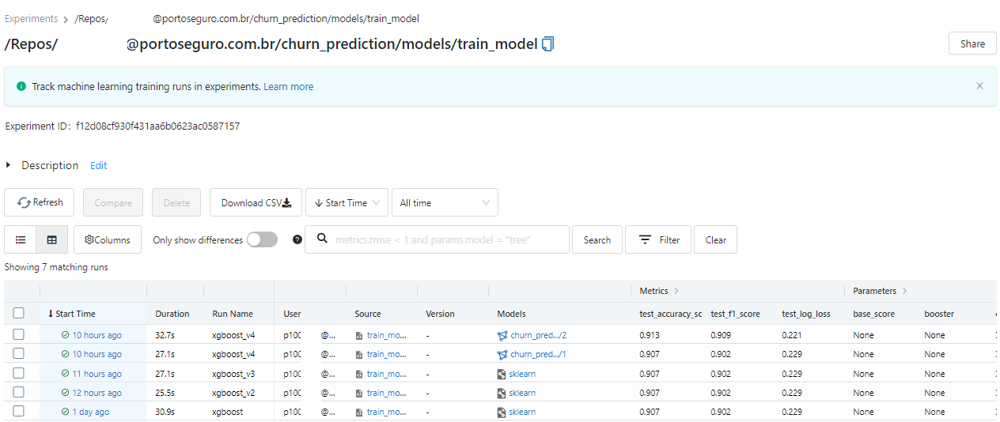 Experiments > /Repos/ @portoseguro.com.br/churn_prediction/models/train_model
/Repos/ @portoseguro.com.br/churn_prediction/models/train_model
Share
Track machine learning training runs in experiments. Learn more
Experiment ID: f12d08cf930f431aa6b0623ac0587157
Description Edit
Refresh Compare Delete Download CSV Start Time All time
Columns Only show differences metrics.rmse < 1 and params.model = "tree" Search Filter Clear
Showing 7 matching runs
Metrics > Parameters >
Start Time Duration Run Name User Source Version Models test_accuracy_sc test_f1_score test_log_loss base_score booster
10 hours ago 32.7s xgboost_v4 p100 @... train_mo... - churn_pred.../2 0.913 0.909 0.221 None None
10 hours ago 27.1s xgboost_v4 p100 @... train_mo... - churn_pred.../1 0.907 0.902 0.229 None None
11 hours ago 27.1s xgboost_v3 p100 @... train_mo... - sklearn 0.907 0.902 0.229 None None
12 hours ago 25.5s xgboost_v2 p100 @... train_mo... - sklearn 0.907 0.902 0.229 None None
1 day ago 30.9s xgboost p100 @... train_mo... - sklearn 0.907 0.902 0.229 None None